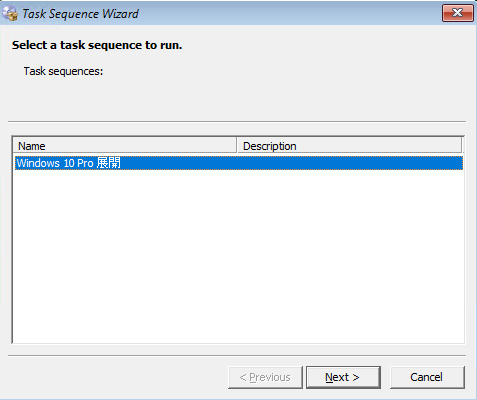 Task Sequence Wizard
Select a task sequence to run.
Task sequences:
Name Description
Windows 10 Pro 展開
< Previous Next > Cancel